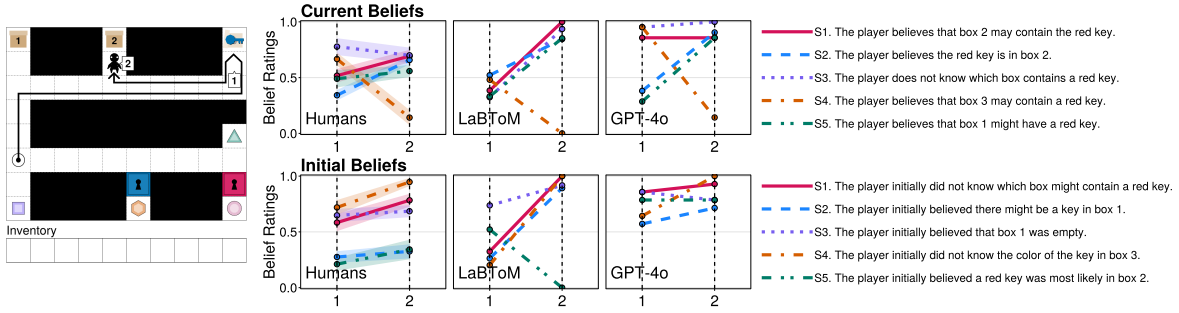 1
2
2
1
Inventory
Current Beliefs
Belief Ratings
1.0
0.5
0.0
Humans
LaBToM
GPT-4o
1 2
1 2
1 2
S1. The player believes that box 2 may contain the red key.
S2. The player believes the red key is in box 2.
S3. The player does not know which box contains a red key.
S4. The player believes that box 3 may contain a red key.
S5. The player believes that box 1 might have a red key.
Initial Beliefs
Belief Ratings
1.0
0.5
0.0
Humans
LaBToM
GPT-4o
1 2
1 2
1 2
S1. The player initially did not know which box might contain a red key.
S2. The player initially believed there might be a key in box 1.
S3. The player initially believed that box 1 was empty.
S4. The player initially did not know the color of the key in box 3.
S5. The player initially believed a red key was most likely in box 2.